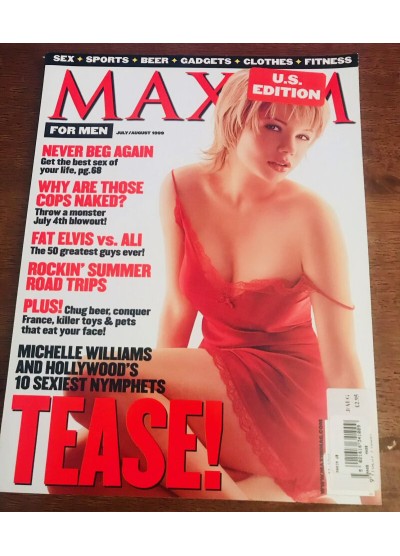 SEX ✦ SPORTS ✦ BEER ✦ GADGETS ✦ CLOTHES ✦ FITNESS
MAXIM
U.S.
EDITION
FOR MEN
JULY/AUGUST 1998
NEVER BEG AGAIN
Get the best sex of
your life, pg.68
WHY ARE THOSE
COPS NAKED?
Throw a monster
July 4th blowout!
FAT ELVIS vs. ALI
The 50 greatest guys ever!
ROCKIN' SUMMER
ROAD TRIPS
PLUS! Chug beer, conquer
France, killer toys & pets
that eat your face!
MICHELLE WILLIAMS
AND HOLLYWOOD'S
10 SEXIEST NYMPHETS
TEASE!